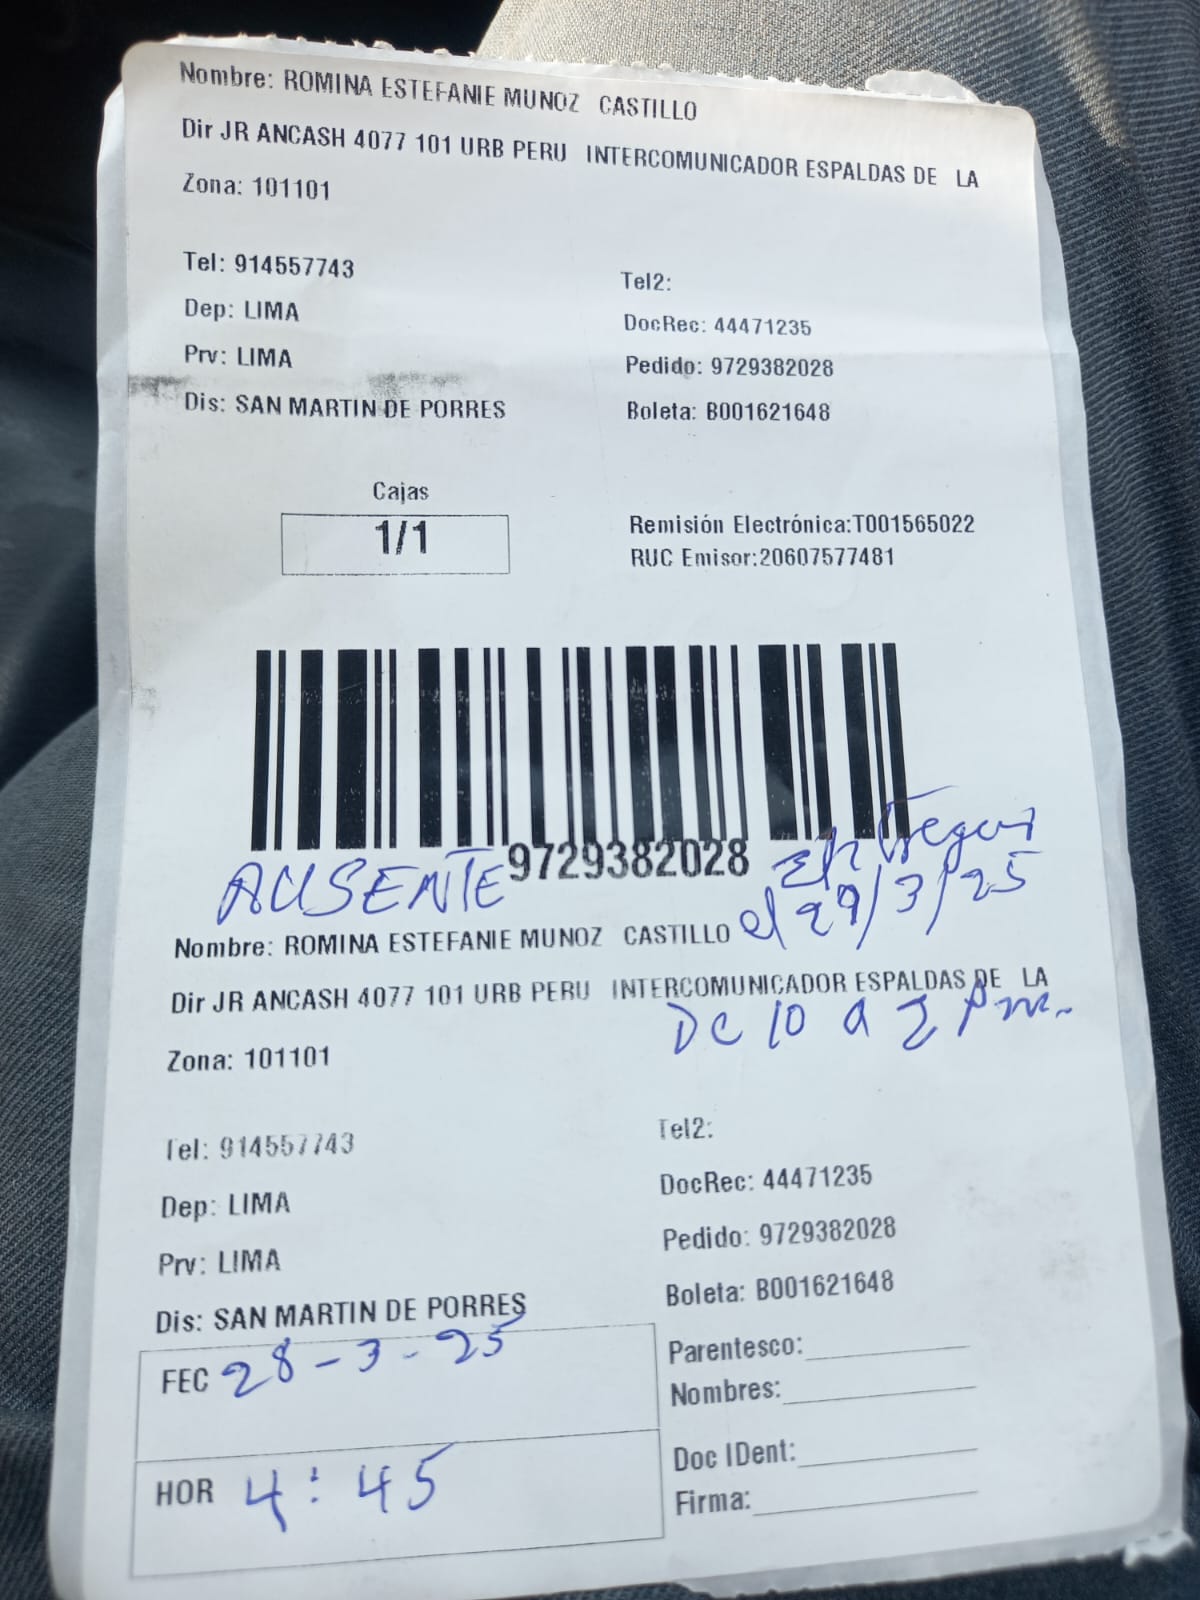 Nombre: ROMINA ESTEFANIE MUNOZ CASTILLO
Dir JR ANCASH 4077 101 URB PERU INTERCOMUNICADOR ESPALDAS DE LA
Zona: 101101
Tel: 914557743
Tel2:
Dep: LIMA
DocRec: 44471235
Prv: LIMA
Pedido: 9729382028
Dis: SAN MARTIN DE PORRES
Boleta: B001621648
Cajas
1/1
Remisión Electrónica:T001565022
RUC Emisor:20607577481
9729382028
AUSENTE
Entregar
el 29/3/25
Nombre: ROMINA ESTEFANIE MUNOZ CASTILLO
Dir JR ANCASH 4077 101 URB PERU INTERCOMUNICADOR ESPALDAS DE LA
De 10 a 2 Pm.
Zona: 101101
Tel: 914557743
Tel2:
Dep: LIMA
DocRec: 44471235
Prv: LIMA
Pedido: 9729382028
Dis: SAN MARTIN DE PORRES
Boleta: B001621648
FEC 28-3-25
Parentesco:
Nombres:
HOR 4:45
Doc IDent:
Firma: